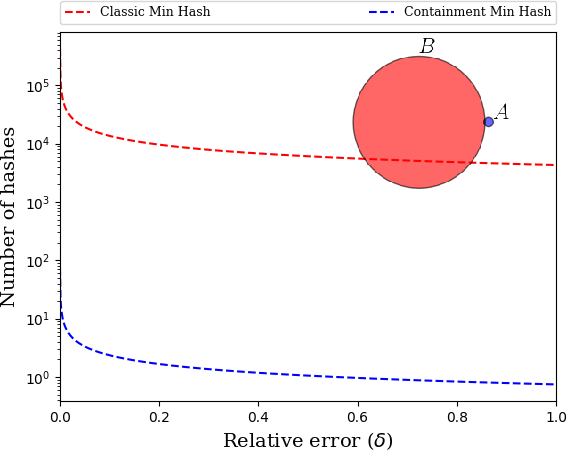 Classic Min Hash
Containment Min Hash
B
A
Number of hashes
10^5
10^4
10^3
10^2
10^1
10^0
0.0 0.2 0.4 0.6 0.8 1.0
Relative error (δ)